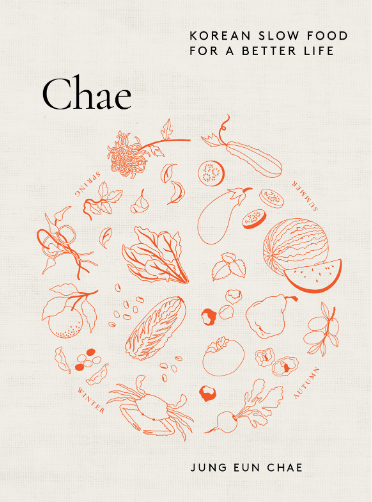 KOREAN SLOW FOOD
FOR A BETTER LIFE
Chae
SPRING
SUMMER
WINTER
AUTUMN
JUNG EUN CHAE